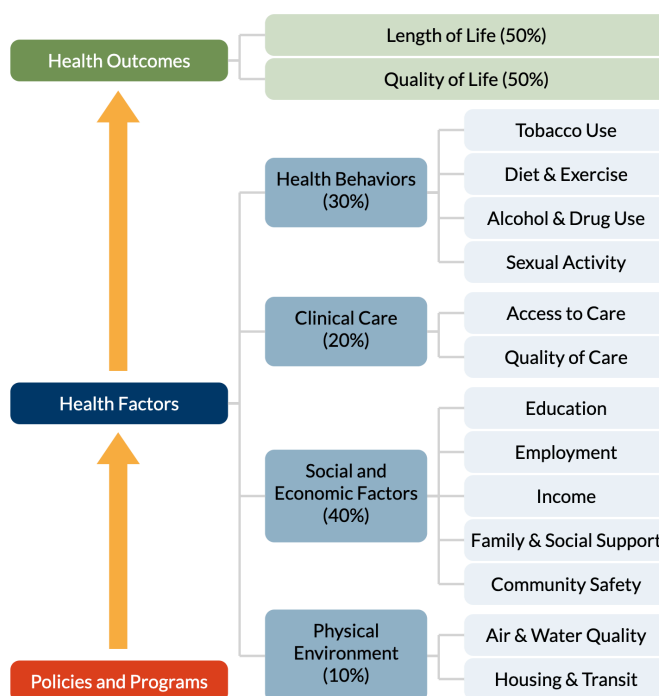 Health Outcomes
Length of Life (50%)
Quality of Life (50%)
Health Factors
Health Behaviors
(30%)
Tobacco Use
Diet & Exercise
Alcohol & Drug Use
Sexual Activity
Clinical Care
(20%)
Access to Care
Quality of Care
Social and
Economic Factors
(40%)
Education
Employment
Income
Family & Social Support
Community Safety
Physical
Environment
(10%)
Air & Water Quality
Housing & Transit
Policies and Programs